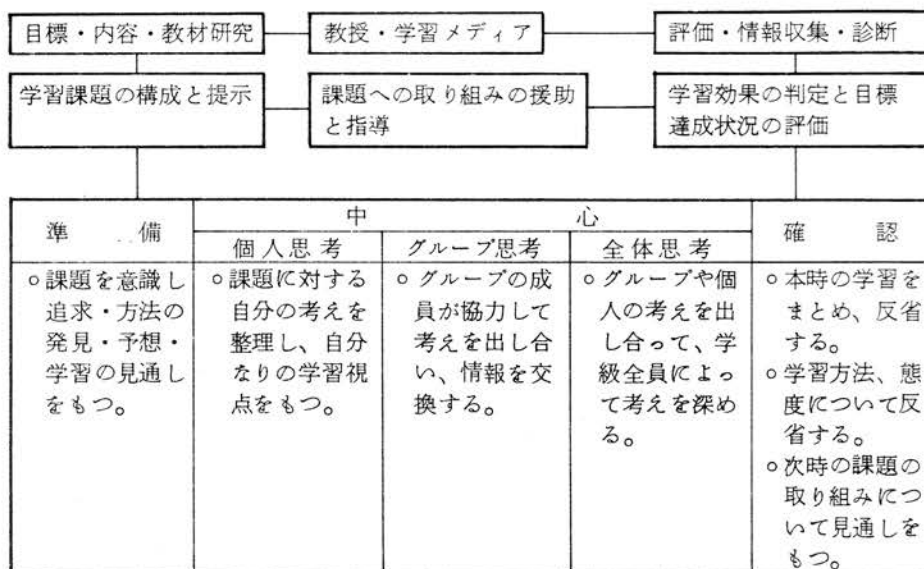 目標・内容・教材研究
教授・学習メディア
評価・情報収集・診断
学習課題の構成と提示
課題への取り組みの援助
と指導
学習効果の判定と目標
達成状況の評価
準備
中心
確認
個人思考
グループ思考
全体思考
○課題を意識し
追求・方法の
発見・予想・
学習の見通し
をもつ。
○課題に対する
自分の考えを
整理し、自分
なりの学習視
点をもつ。
○グループの成
員が協力して
考えを出し合
い、情報を交
換する。
○グループや個
人の考えを出
し合って、学
級全員によっ
て考えを深め
る。
○本時の学習を
まとめ、反省
する。
○学習方法、態
度について反
省する。
○次時の課題の
取り組みにつ
いて見通しを
もつ。